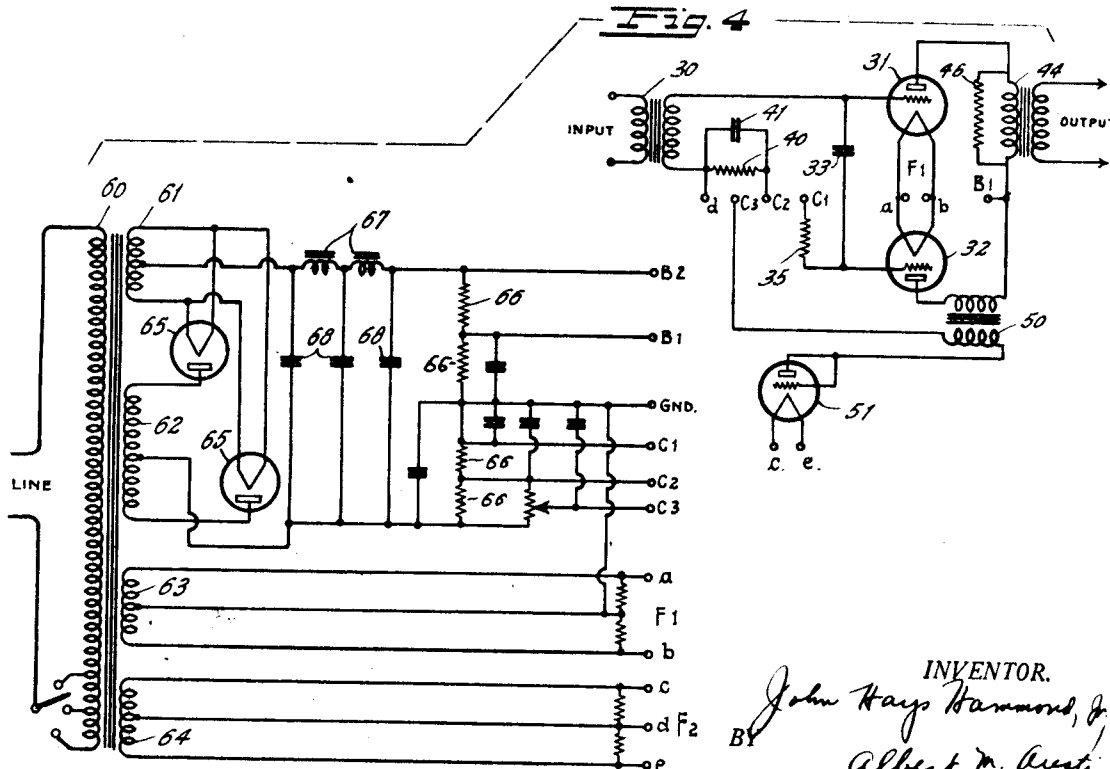 Fig. 4
31
46
44
30
41
INPUT
40
33
F1
a
b
B1
OUTPUT
d
C3
C2
C1
35
32
50
51
c.
e.
60
61
67
B2
66
65
68
68
B1
66
GND.
62
C1
65
66
C2
66
C3
LINE
63
a
F1
b
c
d F2
64
e
INVENTOR.
John Hays Hammond, Jr.
BY
Albert M.